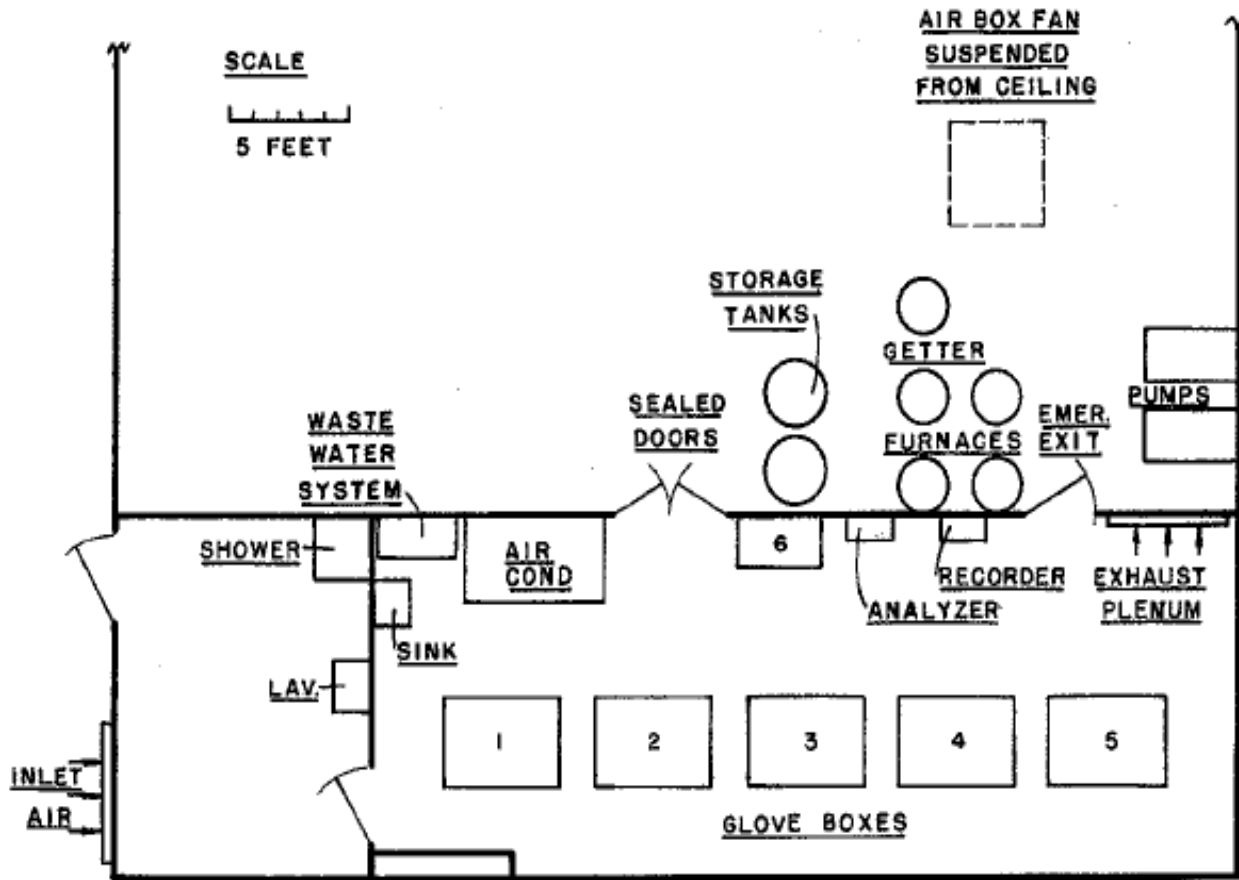 AIR BOX FAN
SUSPENDED
FROM CEILING
SCALE
5 FEET
STORAGE
TANKS
GETTER
FURNACES
PUMPS
EMER.
EXIT
SEALED
DOORS
WASTE
WATER
SYSTEM
SHOWER
AIR
COND
6
RECORDER
ANALYZER
EXHAUST
PLENUM
SINK
LAV.
1
2
3
4
5
INLET
AIR
GLOVE BOXES